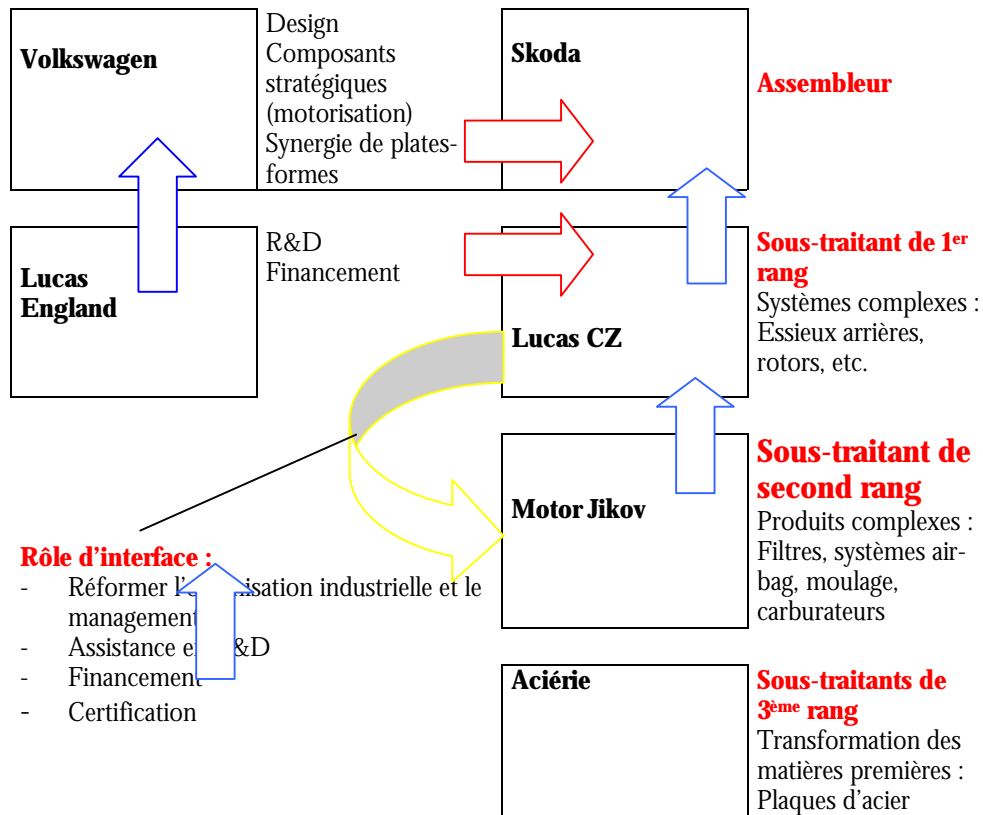 Volkswagen
Design
Composants
stratégiques
(motorisation)
Synergie de plates-
formes
Skoda
Assembleur
Lucas
England
R&D
Financement
Lucas CZ
Sous-traitant de 1er
rang
Systèmes complexes :
Essieux arrières,
rotors, etc.
Motor Jikov
Sous-traitant de
second rang
Produits complexes :
Filtres, systèmes air-
bag, moulage,
carburateurs
Rôle d'interface :
- Réformer l' isation industrielle et le
management
- Assistance e &D
- Financement
- Certification
Aciérie
Sous-traitants de
3ème rang
Transformation des
matières premières :
Plaques d'acier